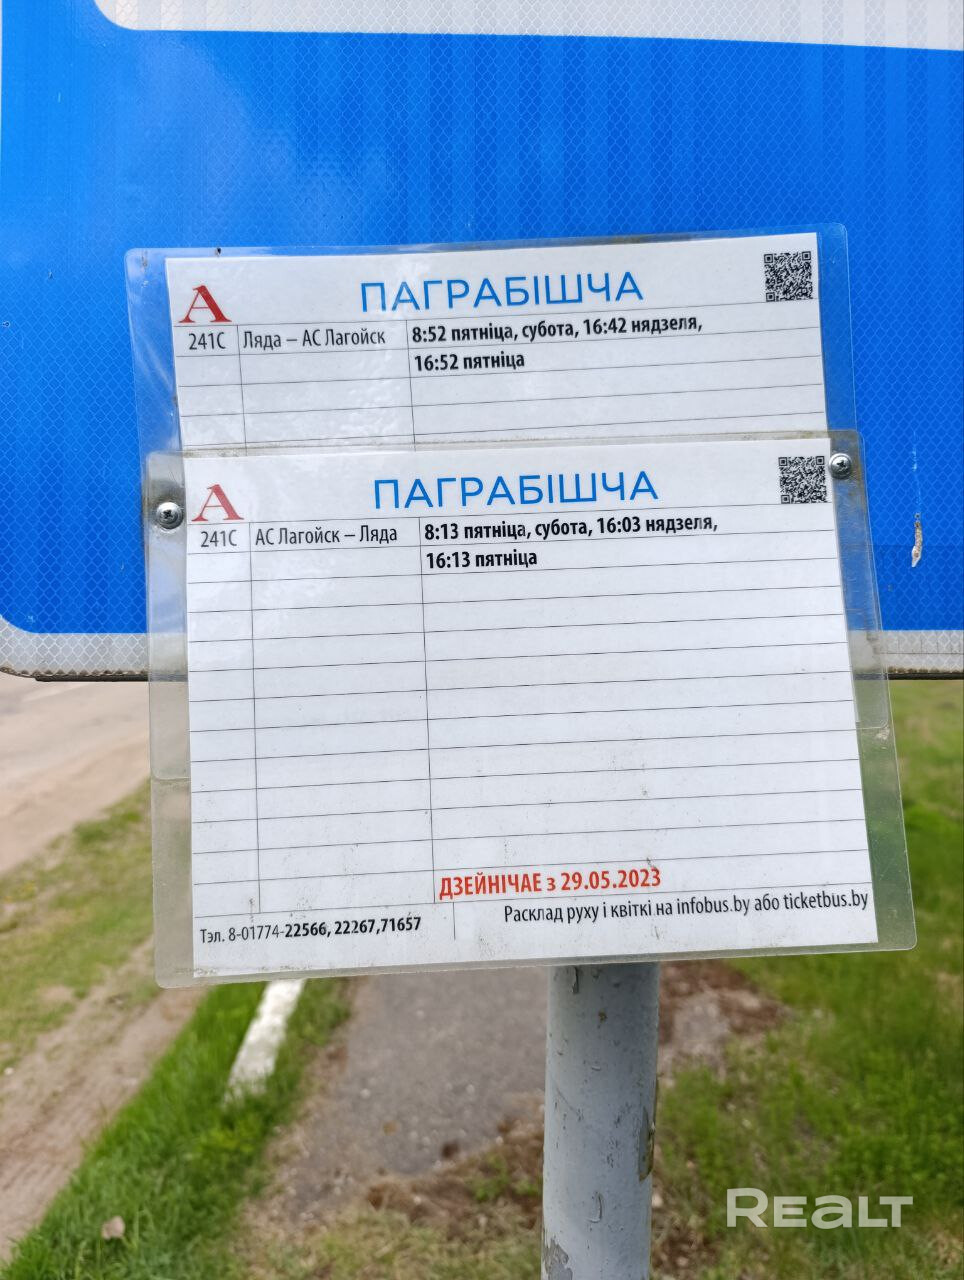 А
ПАГРАБІШЧА
241С Ляда – АС Лагойск 8:52 пятніца, субота, 16:42 нядзеля,
16:52 пятніца
А
ПАГРАБІШЧА
241С АС Лагойск – Ляда 8:13 пятніца, субота, 16:03 нядзеля,
16:13 пятніца
ДЗЕЙНІЧАЕ з 29.05.2023
Тэл. 8-01774-22566, 22267,71657
Расклад руху і квіткі на infobus.by або ticketbus.by
REALT